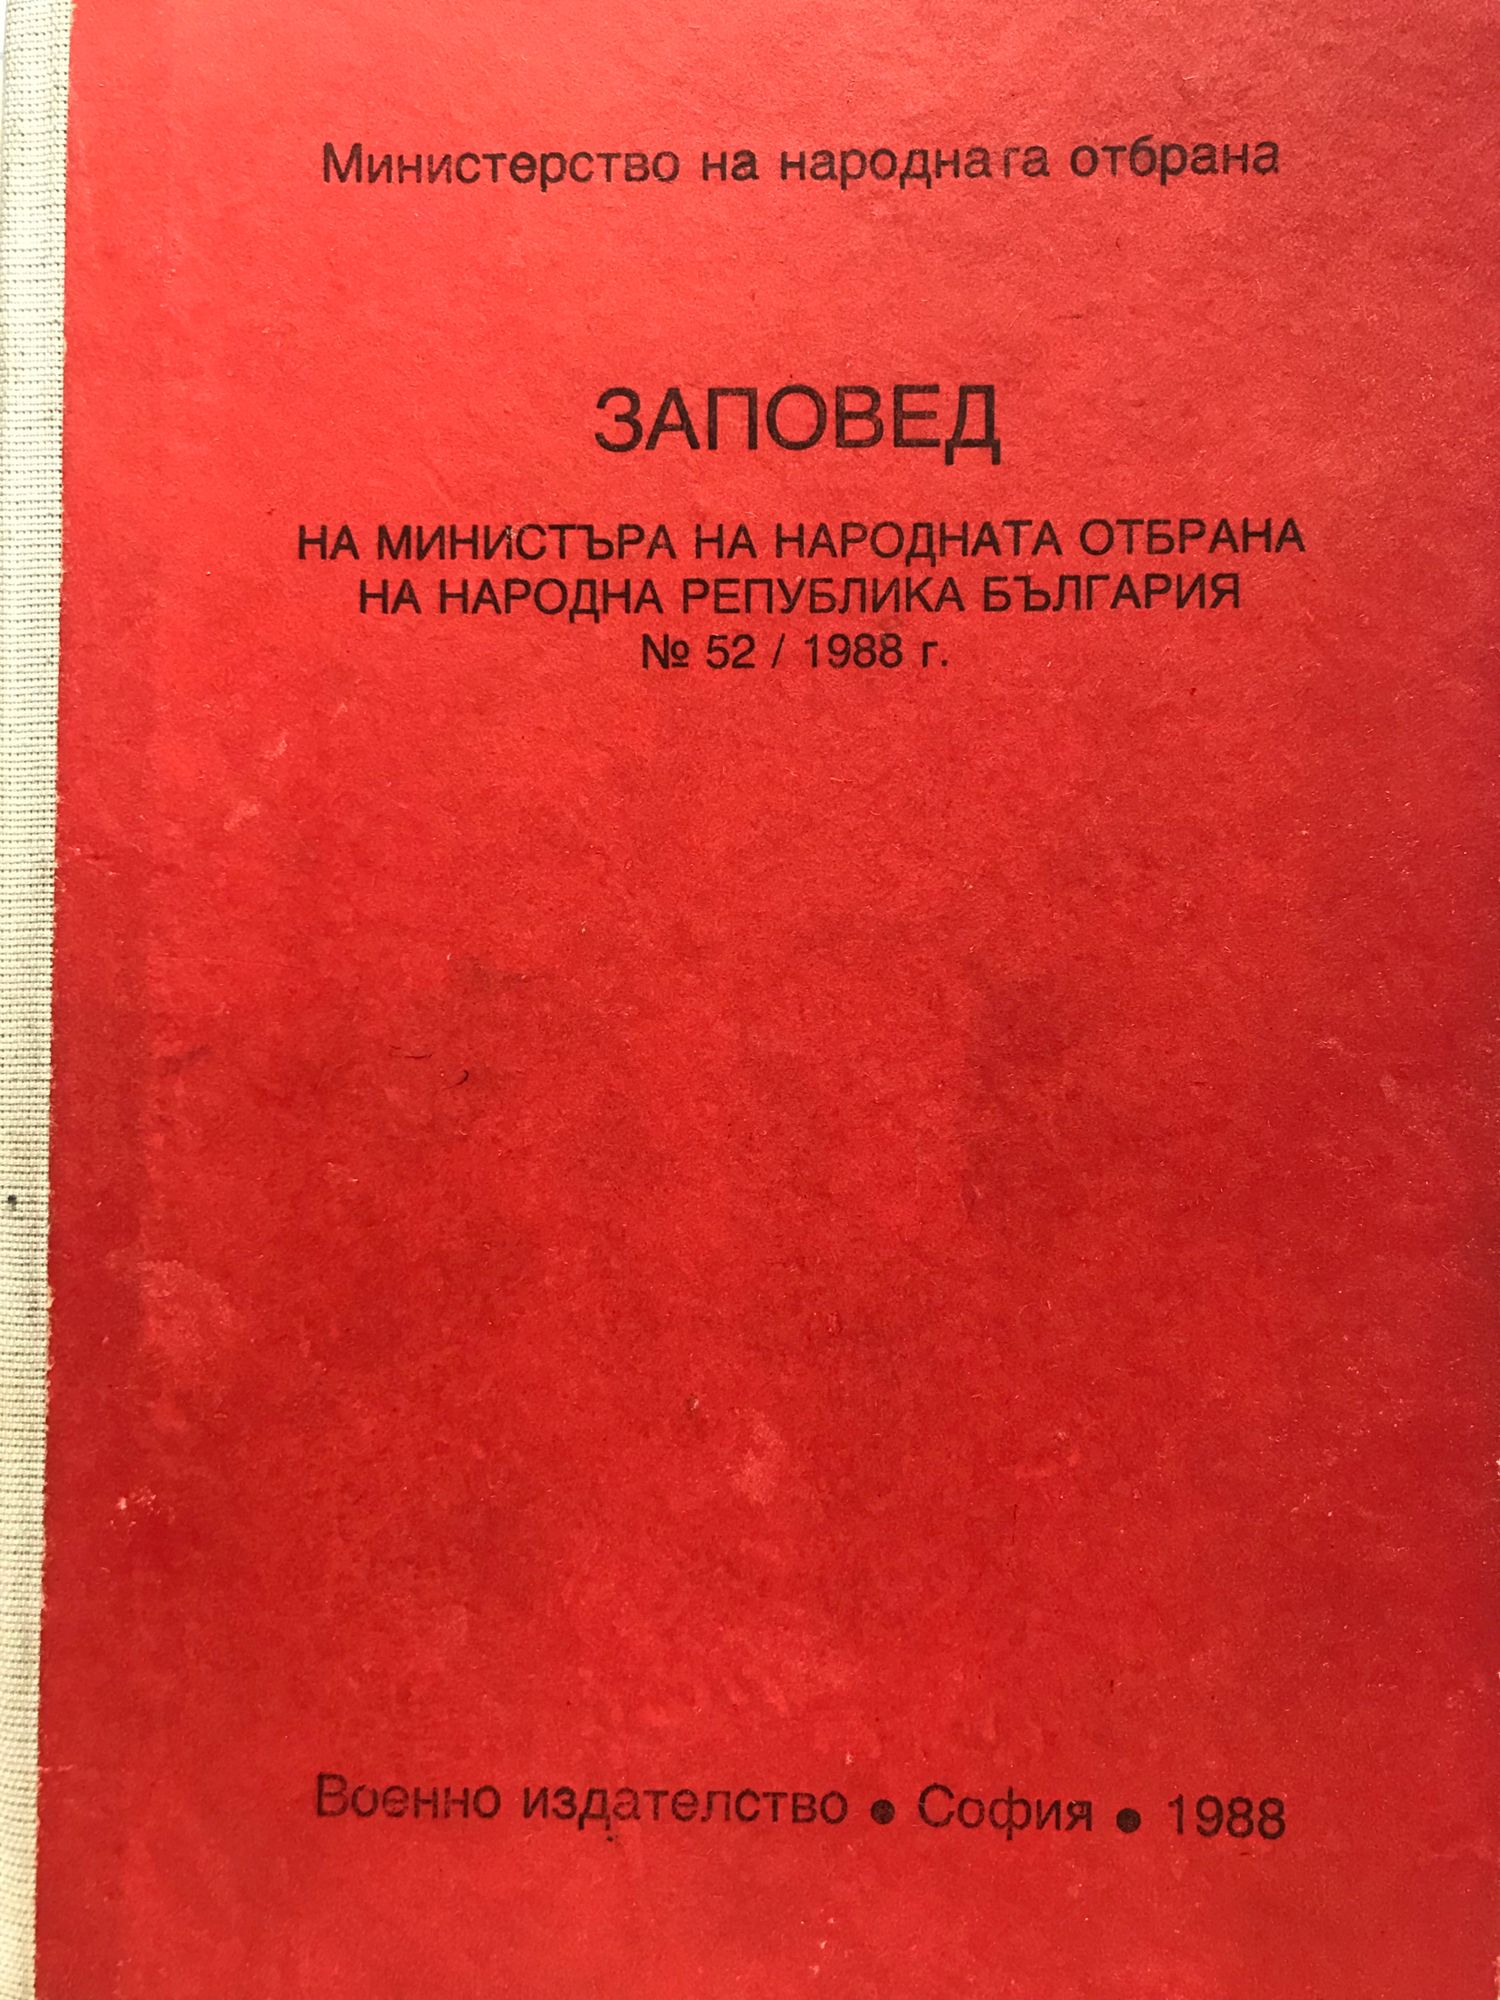 Министерство на народната отбрана
ЗАПОВЕД
НА МИНИСТЪРА НА НАРОДНАТА ОТБРАНА
НА НАРОДНА РЕПУБЛИКА БЪЛГАРИЯ
№ 52 / 1988 г.
Военно издателство • София • 1988